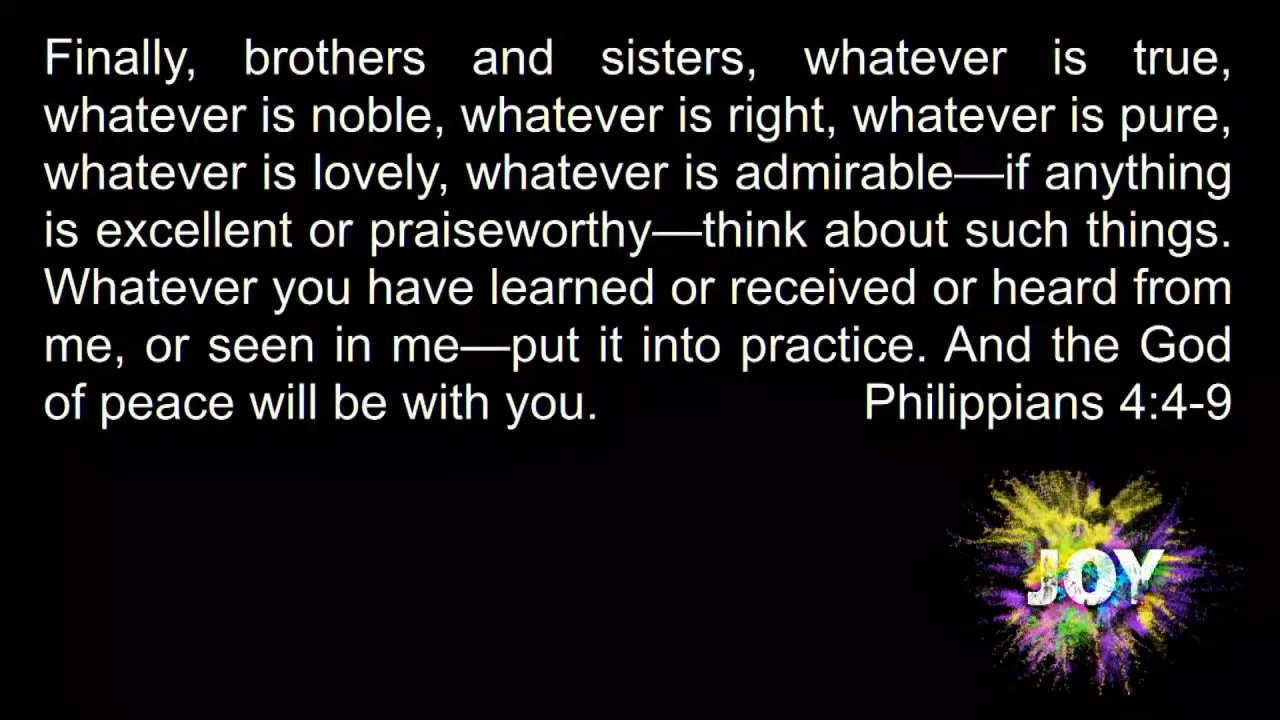 Finally, brothers and sisters, whatever is true,
whatever is noble, whatever is right, whatever is pure,
whatever is lovely, whatever is admirable—if anything
is excellent or praiseworthy—think about such things.
Whatever you have learned or received or heard from
me, or seen in me—put it into practice. And the God
of peace will be with you. Philippians 4:4-9
JOY